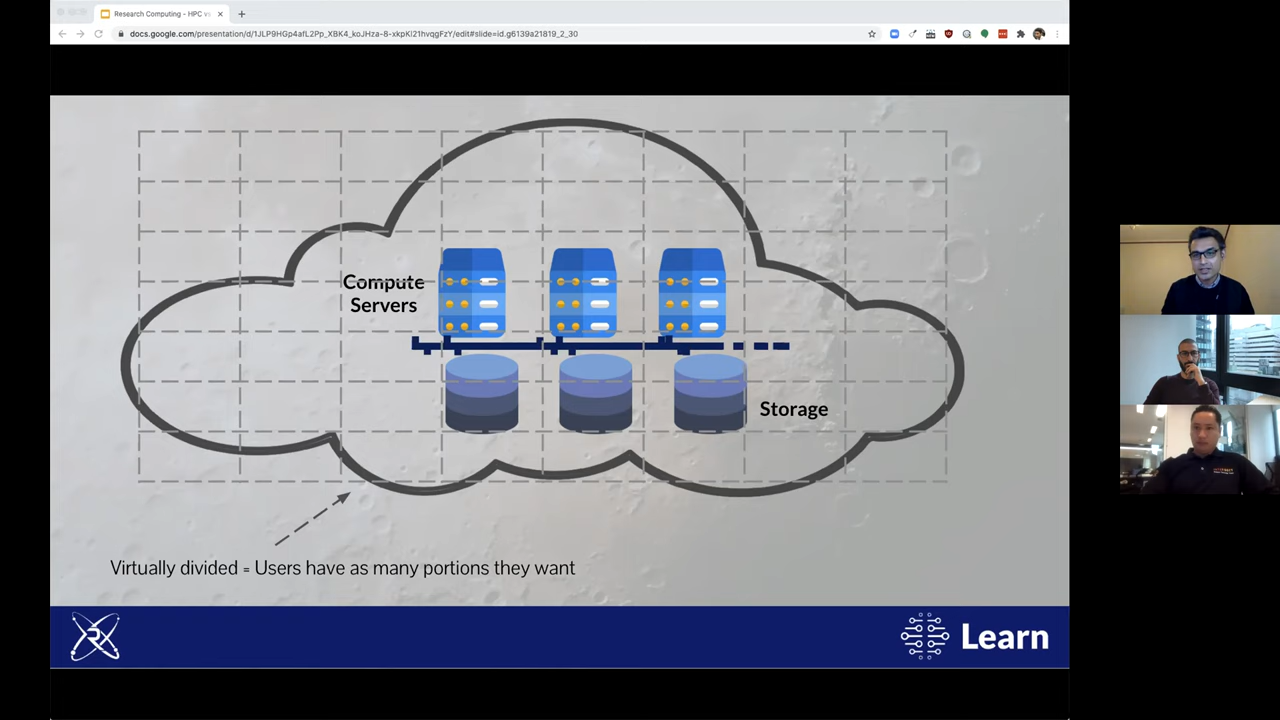 Research Computing - HPC v
docs.google.com/presentation/d/1JLP9HGp4afL2Pp_XBK4_koJHza-8-xkpKi21hvqgFzY/edit#slide=id.g6139a21819_2_30
Compute
Servers
Storage
Virtually divided = Users have as many portions they want
Learn